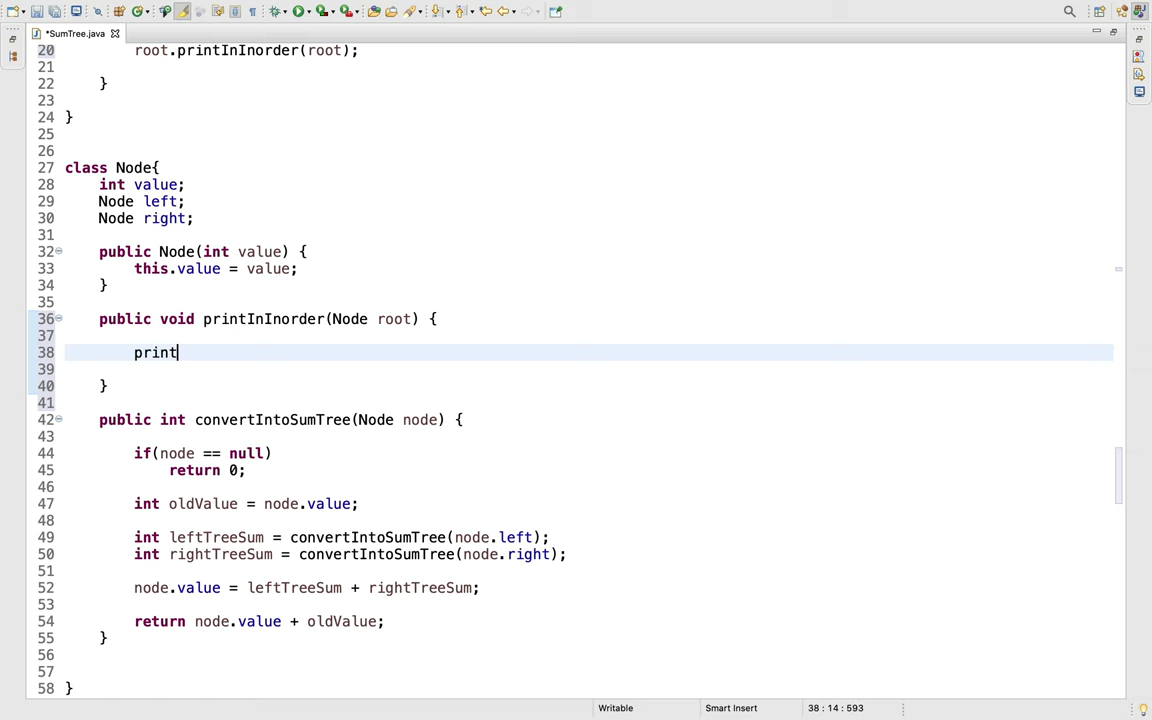 *SumTree.java
20 root.printInInorder(root);
21
22 }
23
24 }
25
26
27 class Node{
28 int value;
29 Node left;
30 Node right;
31
32 public Node(int value) {
33 this.value = value;
34 }
35
36 public void printInInorder(Node root) {
37
38 print
39
40 }
41
42 public int convertIntoSumTree(Node node) {
43
44 if(node == null)
45 return 0;
46
47 int oldValue = node.value;
48
49 int leftTreeSum = convertIntoSumTree(node.left);
50 int rightTreeSum = convertIntoSumTree(node.right);
51
52 node.value = leftTreeSum + rightTreeSum;
53
54 return node.value + oldValue;
55 }
56
57
58 }
Writable Smart Insert 38 : 14 : 593